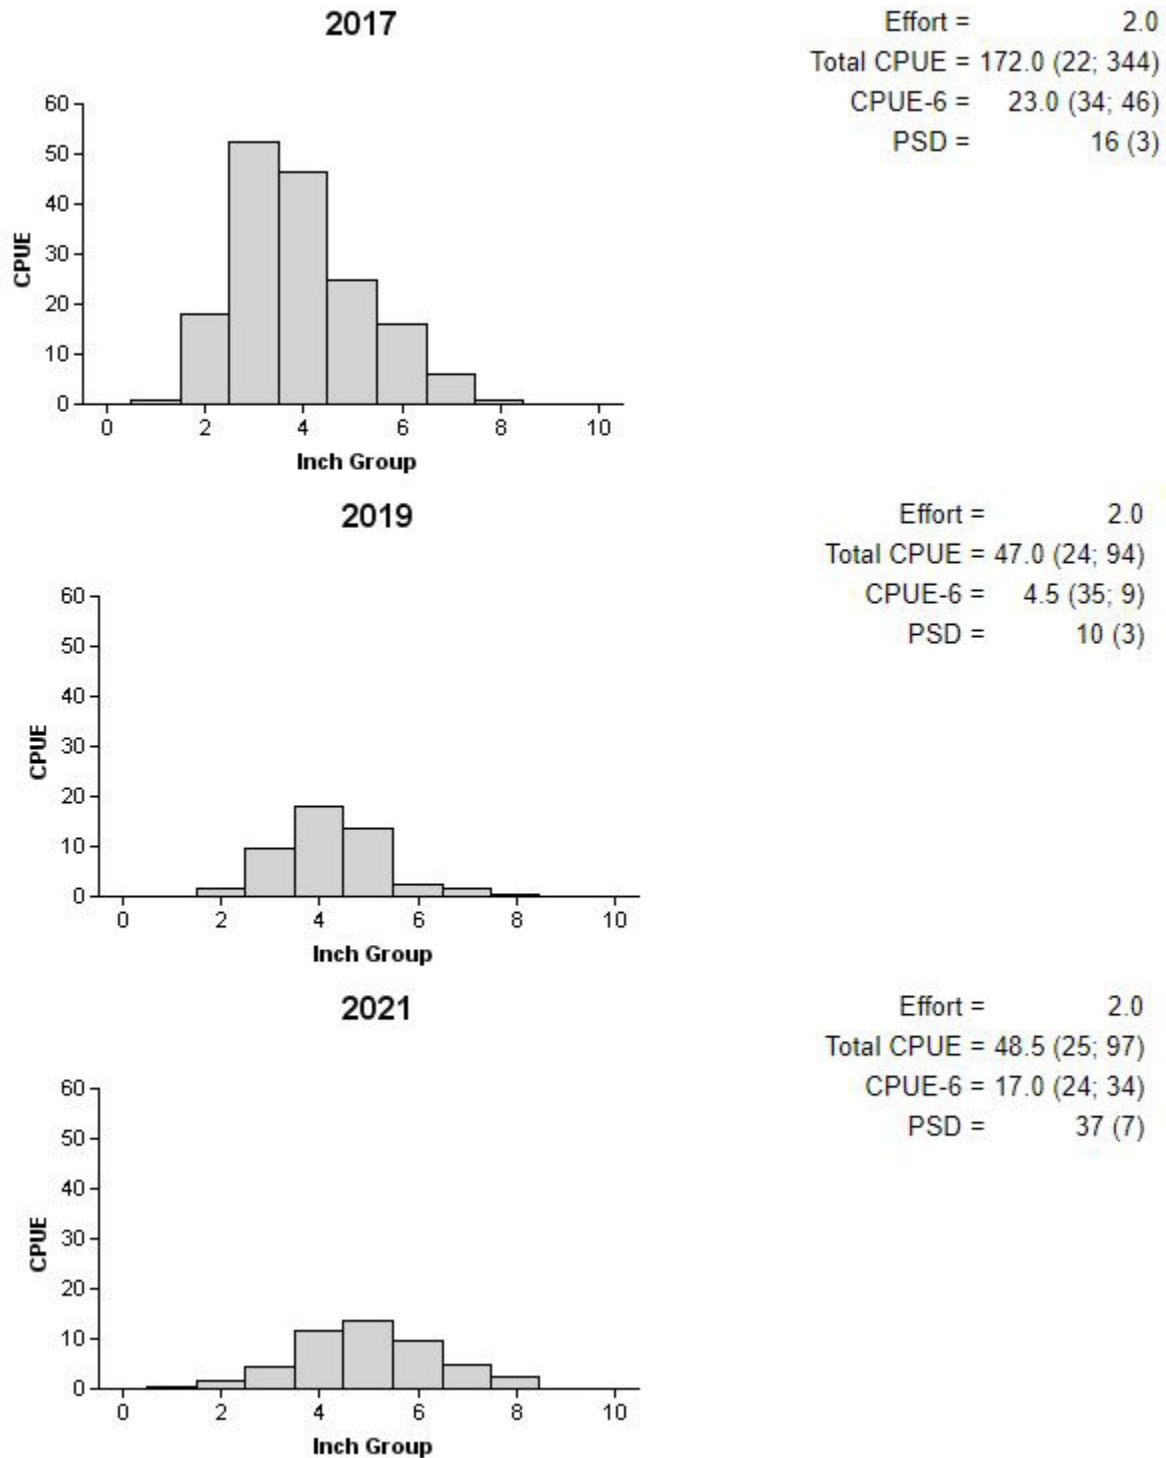 2017
Effort = 2.0
Total CPUE = 172.0 (22; 344)
CPUE-6 = 23.0 (34; 46)
PSD = 16 (3)
60
50
40
30
20
10
0
CPUE
0 2 4 6 8 10
Inch Group
2019
Effort = 2.0
Total CPUE = 47.0 (24; 94)
CPUE-6 = 4.5 (35; 9)
PSD = 10 (3)
60
50
40
30
20
10
0
CPUE
0 2 4 6 8 10
Inch Group
2021
Effort = 2.0
Total CPUE = 48.5 (25; 97)
CPUE-6 = 17.0 (24; 34)
PSD = 37 (7)
60
50
40
30
20
10
0
CPUE
0 2 4 6 8 10
Inch Group